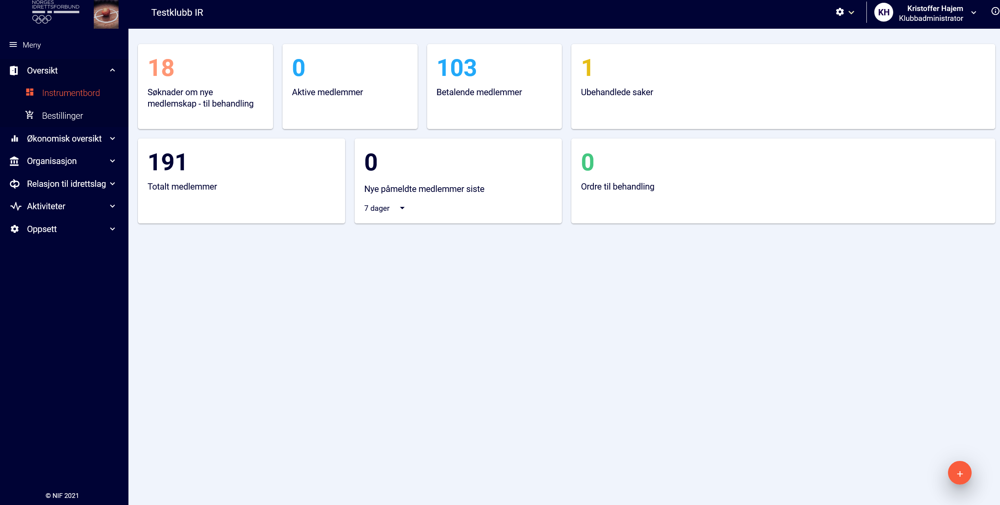 NORGES
IDRETTSFORBUND
Testklubb IR
KH
Kristoffer Hajem
Klubbadministrator
Meny
Oversikt
Instrumentbord
Bestillinger
Økonomisk oversikt
Organisasjon
Relasjon til idrettslag
Aktiviteter
Oppsett
© NIF 2021
18
Søknader om nye
medlemskap - til behandling
0
Aktive medlemmer
103
Betalende medlemmer
1
Ubehandlede saker
191
Totalt medlemmer
0
Nye påmeldte medlemmer siste
7 dager
0
Ordre til behandling
+